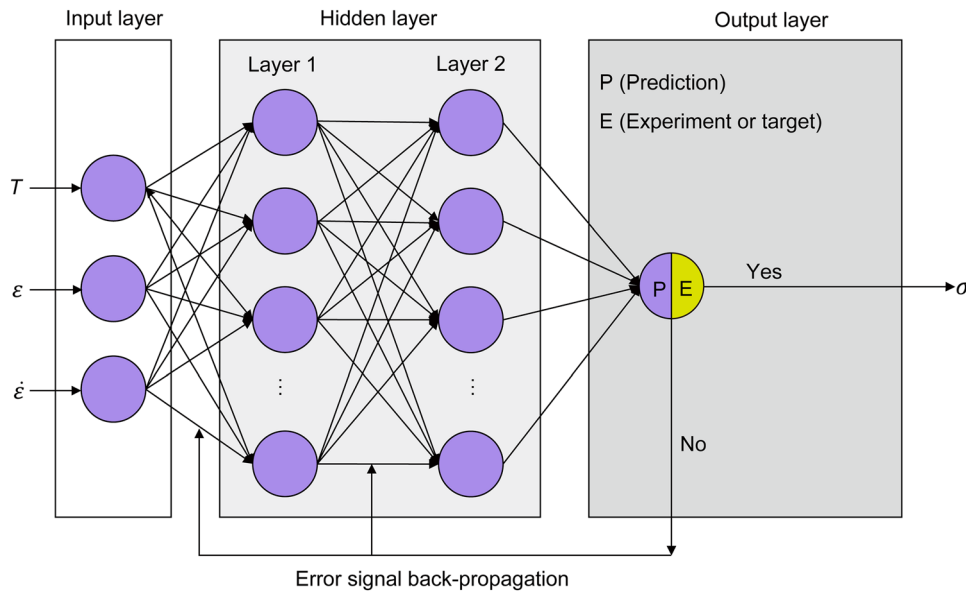 Input layer
Hidden layer
Output layer
Layer 1
Layer 2
P (Prediction)
E (Experiment or target)
T
ε
ε̇
⋮
⋮
P
E
Yes
σ
No
Error signal back-propagation